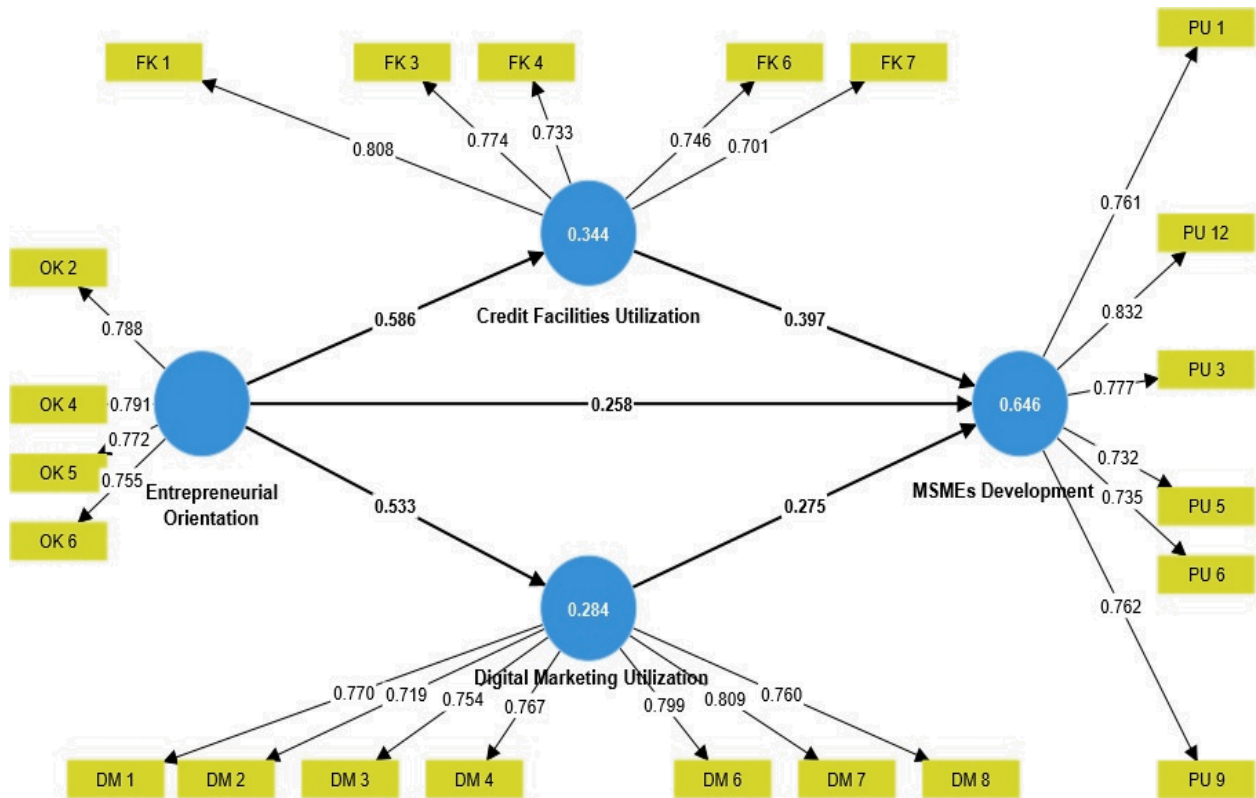 PU 1
FK 1
FK 3
FK 4
FK 6
FK 7
0.808
0.774
0.733
0.746
0.701
0.761
PU 12
0.344
OK 2
Credit Facilities Utilization
0.788
0.586
0.397
0.832
PU 3
0.777
OK 4
0.791
0.258
0.646
0.772
0.732
OK 5
0.755
Entrepreneurial
Orientation
MSMEs Development
0.735
PU 5
0.533
0.275
OK 6
PU 6
0.284
0.762
Digital Marketing Utilization
0.770
0.719
0.754
0.767
0.799
0.809
0.760
DM 1
DM 2
DM 3
DM 4
DM 6
DM 7
DM 8
PU 9